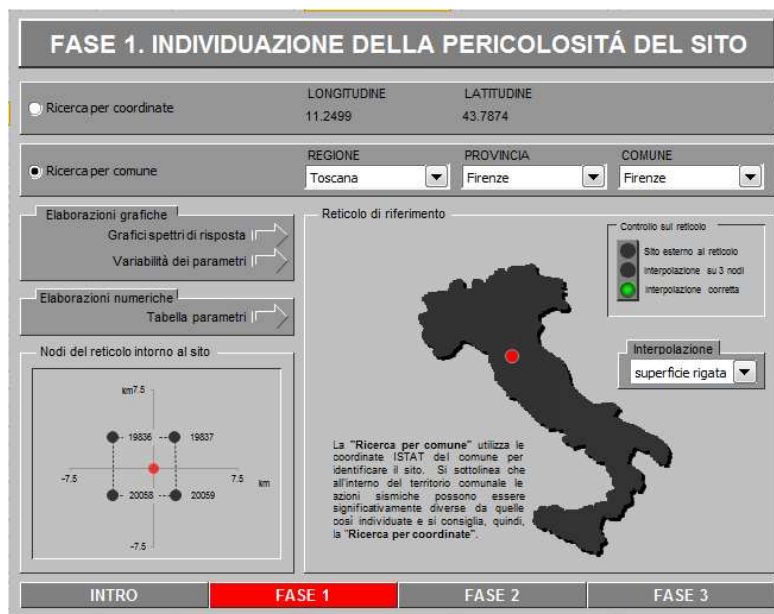 FASE 1. INDIVIDUAZIONE DELLA PERICOLOSITÁ DEL SITO
Ricerca per coordinate
LONGITUDINE
LATITUDINE
11.2499
43.7874
Ricerca per comune
REGIONE
PROVINCIA
COMUNE
Toscana
Firenze
Firenze
Elaborazioni grafiche
Grafici spettri di risposta
Variabilità dei parametri
Elaborazioni numeriche
Tabella parametri
Nodi del reticolo intorno al sito
km 7.5
19836
19837
-7.5
7.5
km
20058
20059
-7.5
Reticolo di riferimento
Controllo sul reticolo
Sito esterno al reticolo
Interpolazione su 3 nodi
Interpolazione corretta
Interpolazione
superficie rigata
La "Ricerca per comune" utilizza le
coordinate ISTAT del comune per
identificare il sito. Si sottolinea che
all'interno del territorio comunale le
azioni sismiche possono essere
significativamente diverse da quelle
così individuate e si consiglia, quindi,
la "Ricerca per coordinate".
INTRO
FASE 1
FASE 2
FASE 3